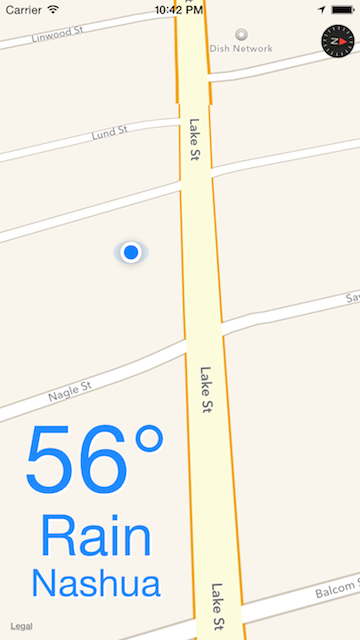 Carrier 10:42 PM
Linwood St
Dish Network
N
Lund St
Lake St
Nagle St
Lake St
56°
Rain
Nashua
Lake St
Balcom S
Legal